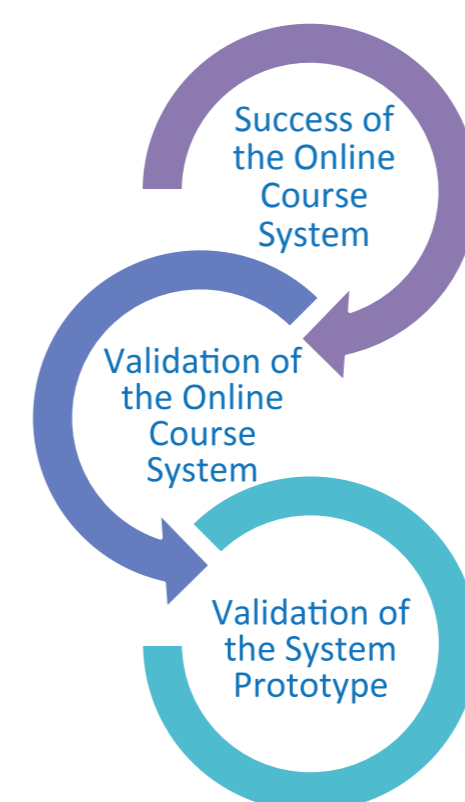 Success of
the Online
Course
System
Validation of
the Online
Course
System
Validation of
the System
Prototype